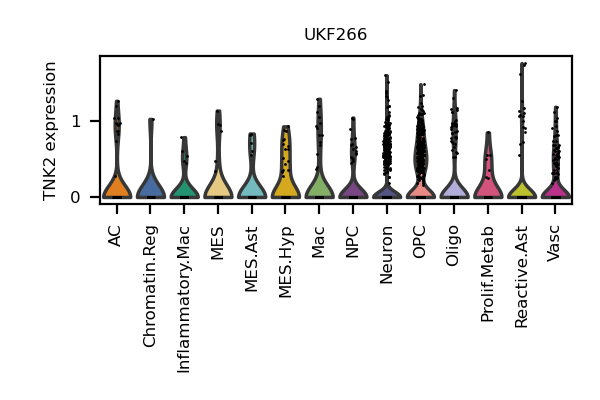 UKF266
TNK2 expression
1
0
AC
Chromatin.Reg
Inflammatory.Mac
MES
MES.Ast
MES.Hyp
Mac
NPC
Neuron
OPC
Oligo
Prolif.Metab
Reactive.Ast
Vasc